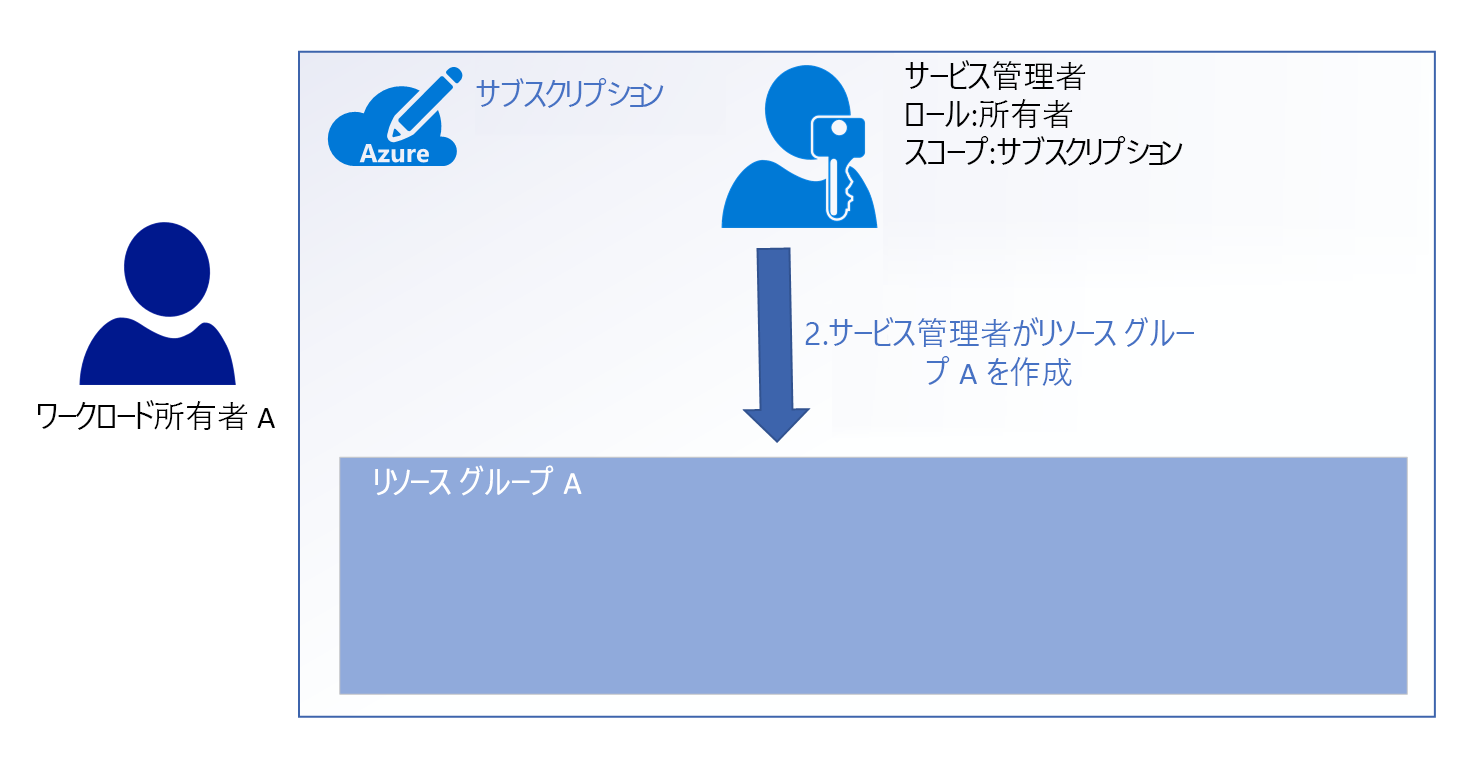 サブスクリプション
Azure
サービス管理者
ロール:所有者
スコープ:サブスクリプション
ワークロード所有者 A
2.サービス管理者がリソース グルー
プ A を作成
リソース グループ A